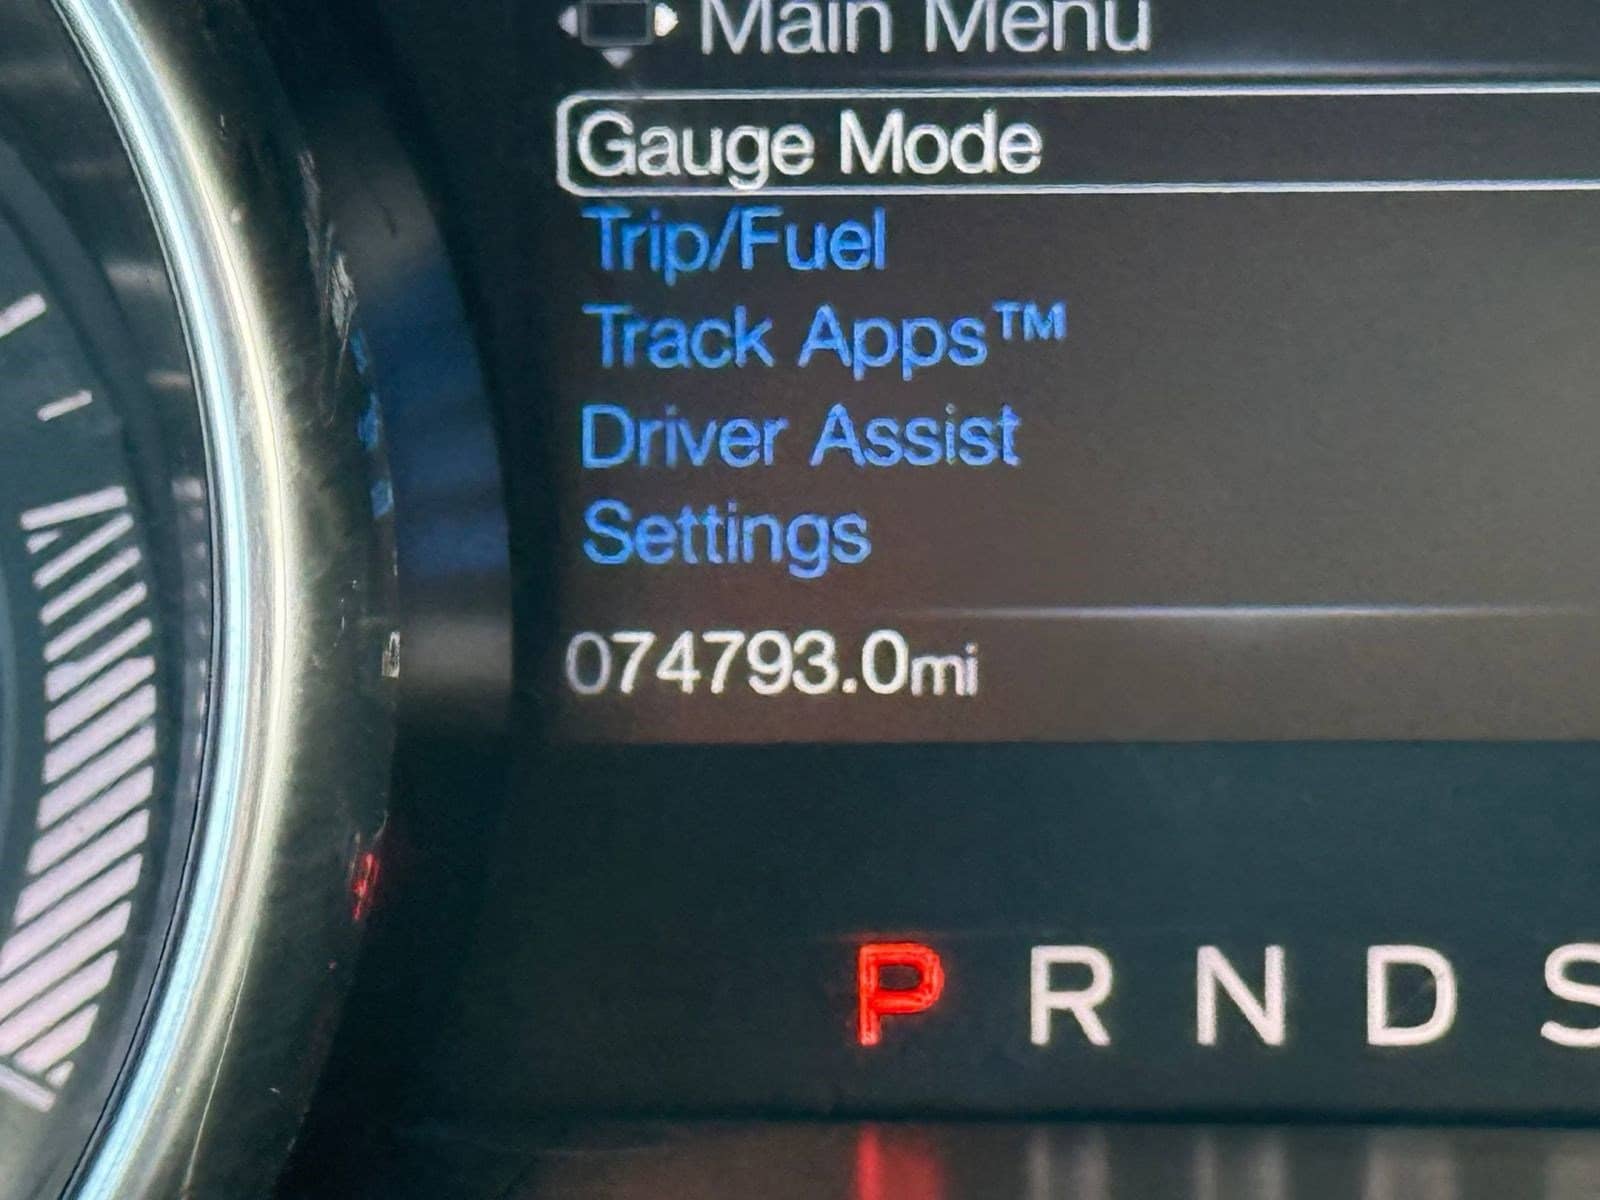 Main Menu
Gauge Mode
Trip/Fuel
Track Apps™
Driver Assist
Settings
074793.0mi
P R N D S